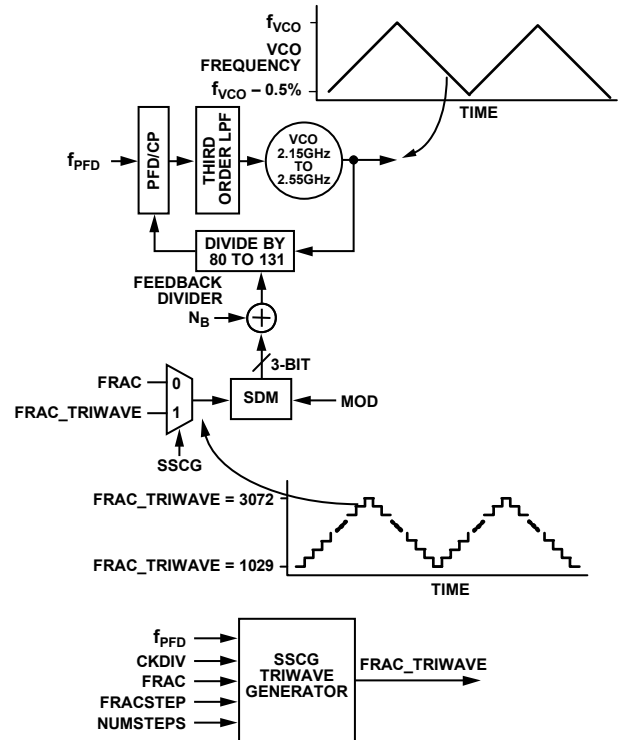 fVCO
VCO
FREQUENCY
fVCO – 0.5%
TIME
fPFD
PFD/CP
THIRD
ORDER LPF
VCO
2.15GHz
TO
2.55GHz
DIVIDE BY
80 TO 131
FEEDBACK
DIVIDER
NB
+
3-BIT
FRAC
0
FRAC_TRIWAVE
1
SDM
MOD
SSCG
FRAC_TRIWAVE = 3072
FRAC_TRIWAVE = 1029
TIME
fPFD
CKDIV
FRAC
FRACSTEP
NUMSTEPS
SSCG
TRIWAVE
GENERATOR
FRAC_TRIWAVE